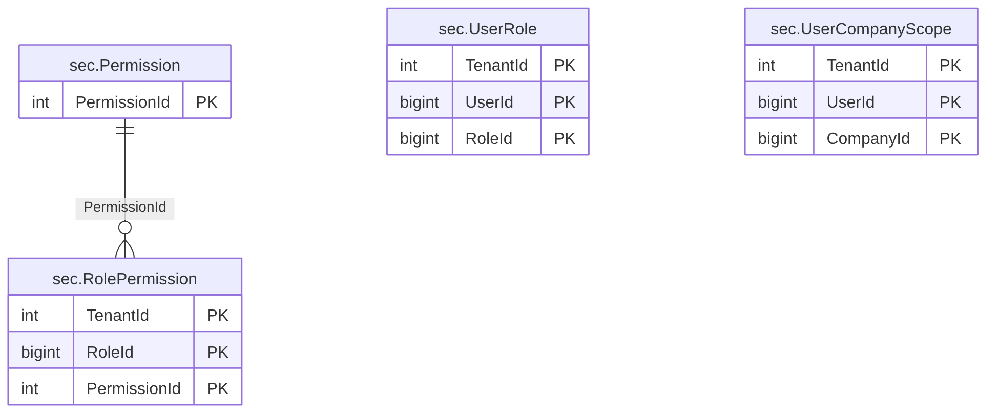 sec.Permission
int PermissionId PK
PermissionId
sec.RolePermission
int TenantId PK
bigint RoleId PK
int PermissionId PK
sec.UserRole
int TenantId PK
bigint UserId PK
bigint RoleId PK
sec.UserCompanyScope
int TenantId PK
bigint UserId PK
bigint CompanyId PK